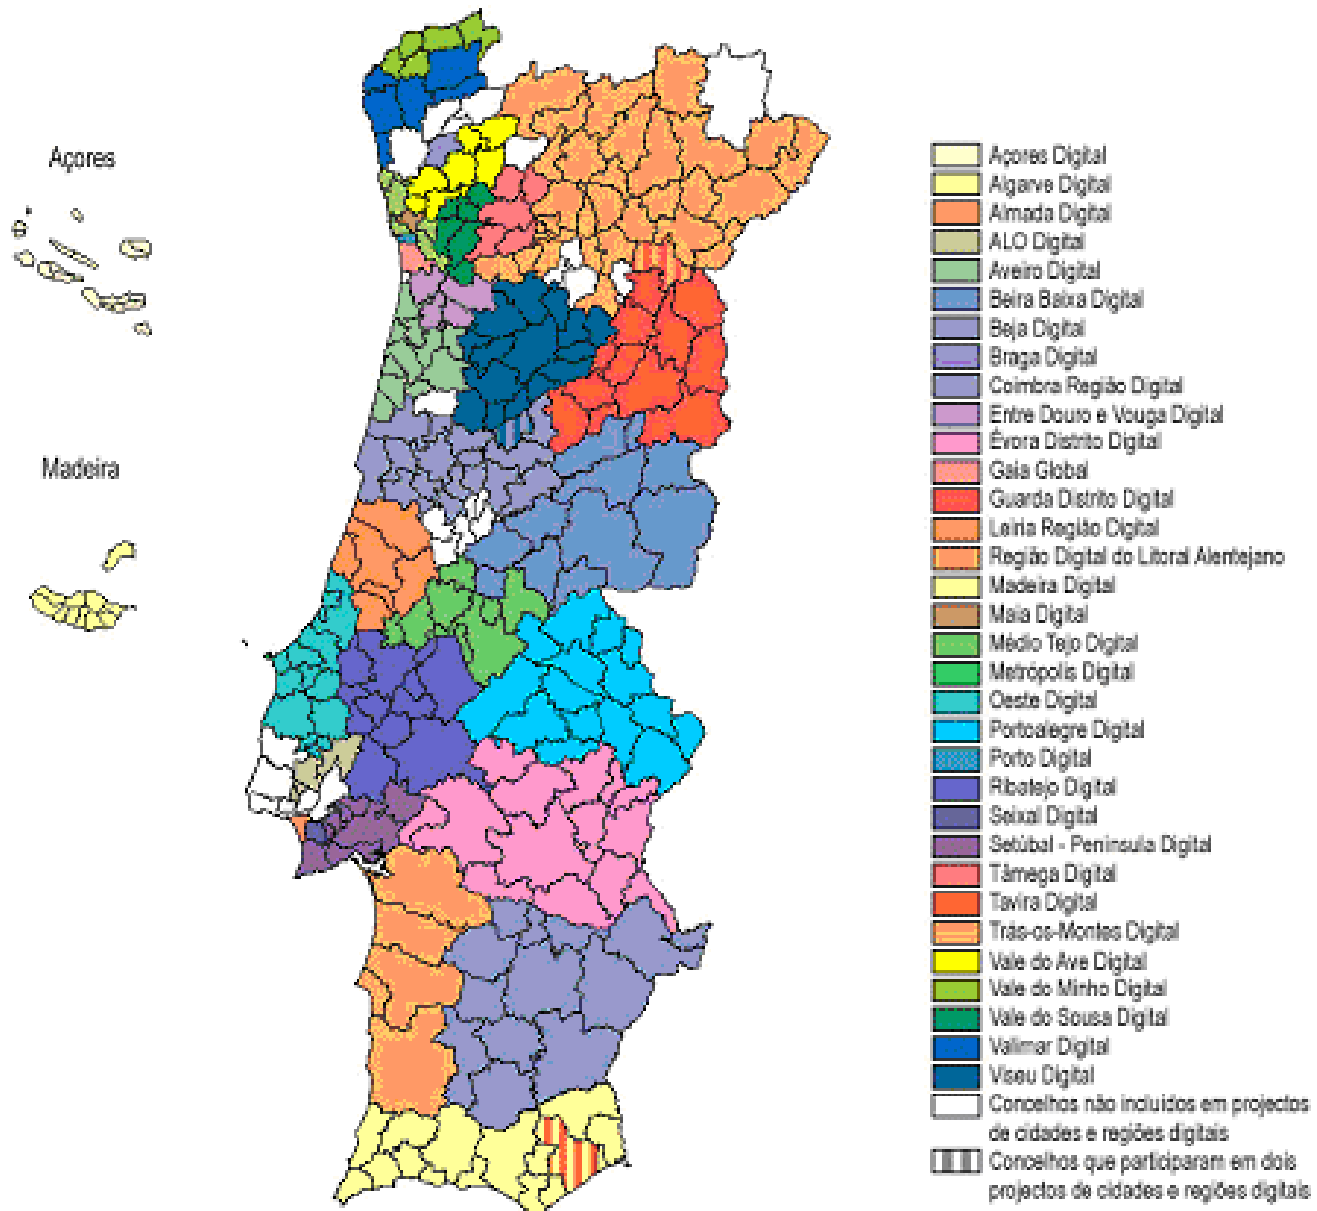 Açores
Madeira
Açores Digital
Algarve Digital
Almada Digital
ALO Digital
Aveiro Digital
Beira Baixa Digital
Beja Digital
Braga Digital
Coimbra Região Digital
Entre Douro e Vouga Digital
Évora Distrito Digital
Gaia Global
Guarda Distrito Digital
Leiria Região Digital
Região Digital do Litoral Alentejano
Madeira Digital
Maia Digital
Médio Tejo Digital
Metrópolis Digital
Oeste Digital
Portoalegre Digital
Porto Digital
Ribatejo Digital
Seixal Digital
Setúbal - Península Digital
Tâmega Digital
Tavira Digital
Trás-os-Montes Digital
Vale do Ave Digital
Vale do Minho Digital
Vale do Sousa Digital
Valimar Digital
Viseu Digital
Concelhos não incluidos em projectos
de cidades e regiões digitais
Concelhos que participaram em dois
projectos de cidades e regiões digitais